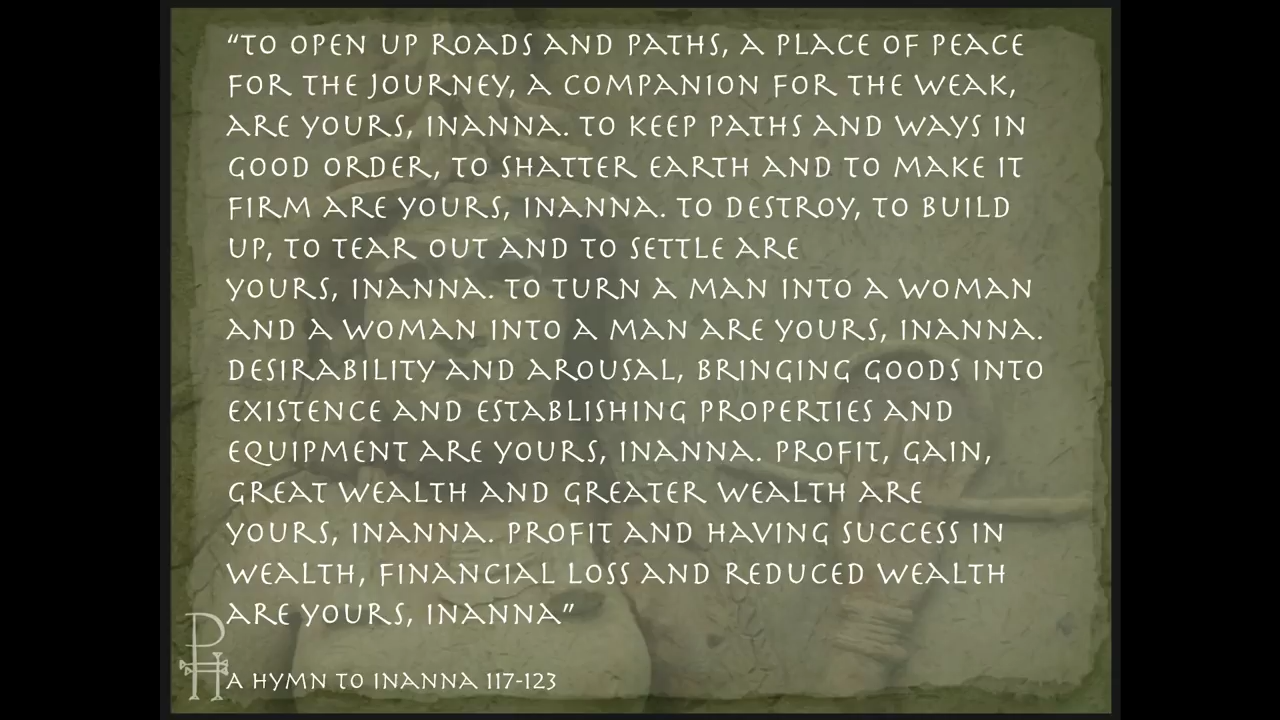 “TO OPEN UP ROADS AND PATHS, A PLACE OF PEACE
FOR THE JOURNEY, A COMPANION FOR THE WEAK,
ARE YOURS, INANNA. TO KEEP PATHS AND WAYS IN
GOOD ORDER, TO SHATTER EARTH AND TO MAKE IT
FIRM ARE YOURS, INANNA. TO DESTROY, TO BUILD
UP, TO TEAR OUT AND TO SETTLE ARE
YOURS, INANNA. TO TURN A MAN INTO A WOMAN
AND A WOMAN INTO A MAN ARE YOURS, INANNA.
DESIRABILITY AND AROUSAL, BRINGING GOODS INTO
EXISTENCE AND ESTABLISHING PROPERTIES AND
EQUIPMENT ARE YOURS, INANNA. PROFIT, GAIN,
GREAT WEALTH AND GREATER WEALTH ARE
YOURS, INANNA. PROFIT AND HAVING SUCCESS IN
WEALTH, FINANCIAL LOSS AND REDUCED WEALTH
ARE YOURS, INANNA”
PH
A HYMN TO INANNA 117-123